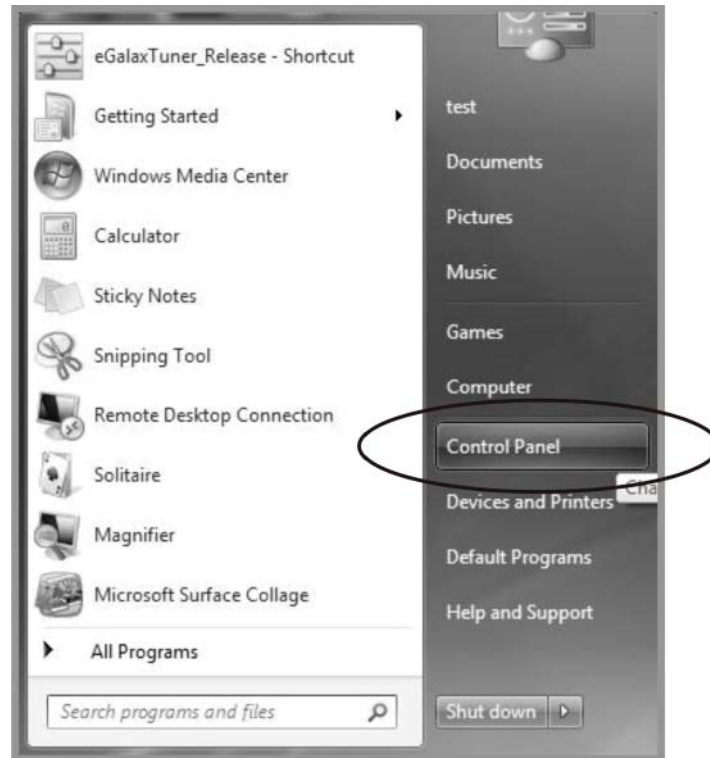 eGalaxTuner_Release - Shortcut
Getting Started
Windows Media Center
Calculator
Sticky Notes
Snipping Tool
Remote Desktop Connection
Solitaire
Magnifier
Microsoft Surface Collage
All Programs
Search programs and files
test
Documents
Pictures
Music
Games
Computer
Control Panel
Devices and Printers
Default Programs
Help and Support
Shut down